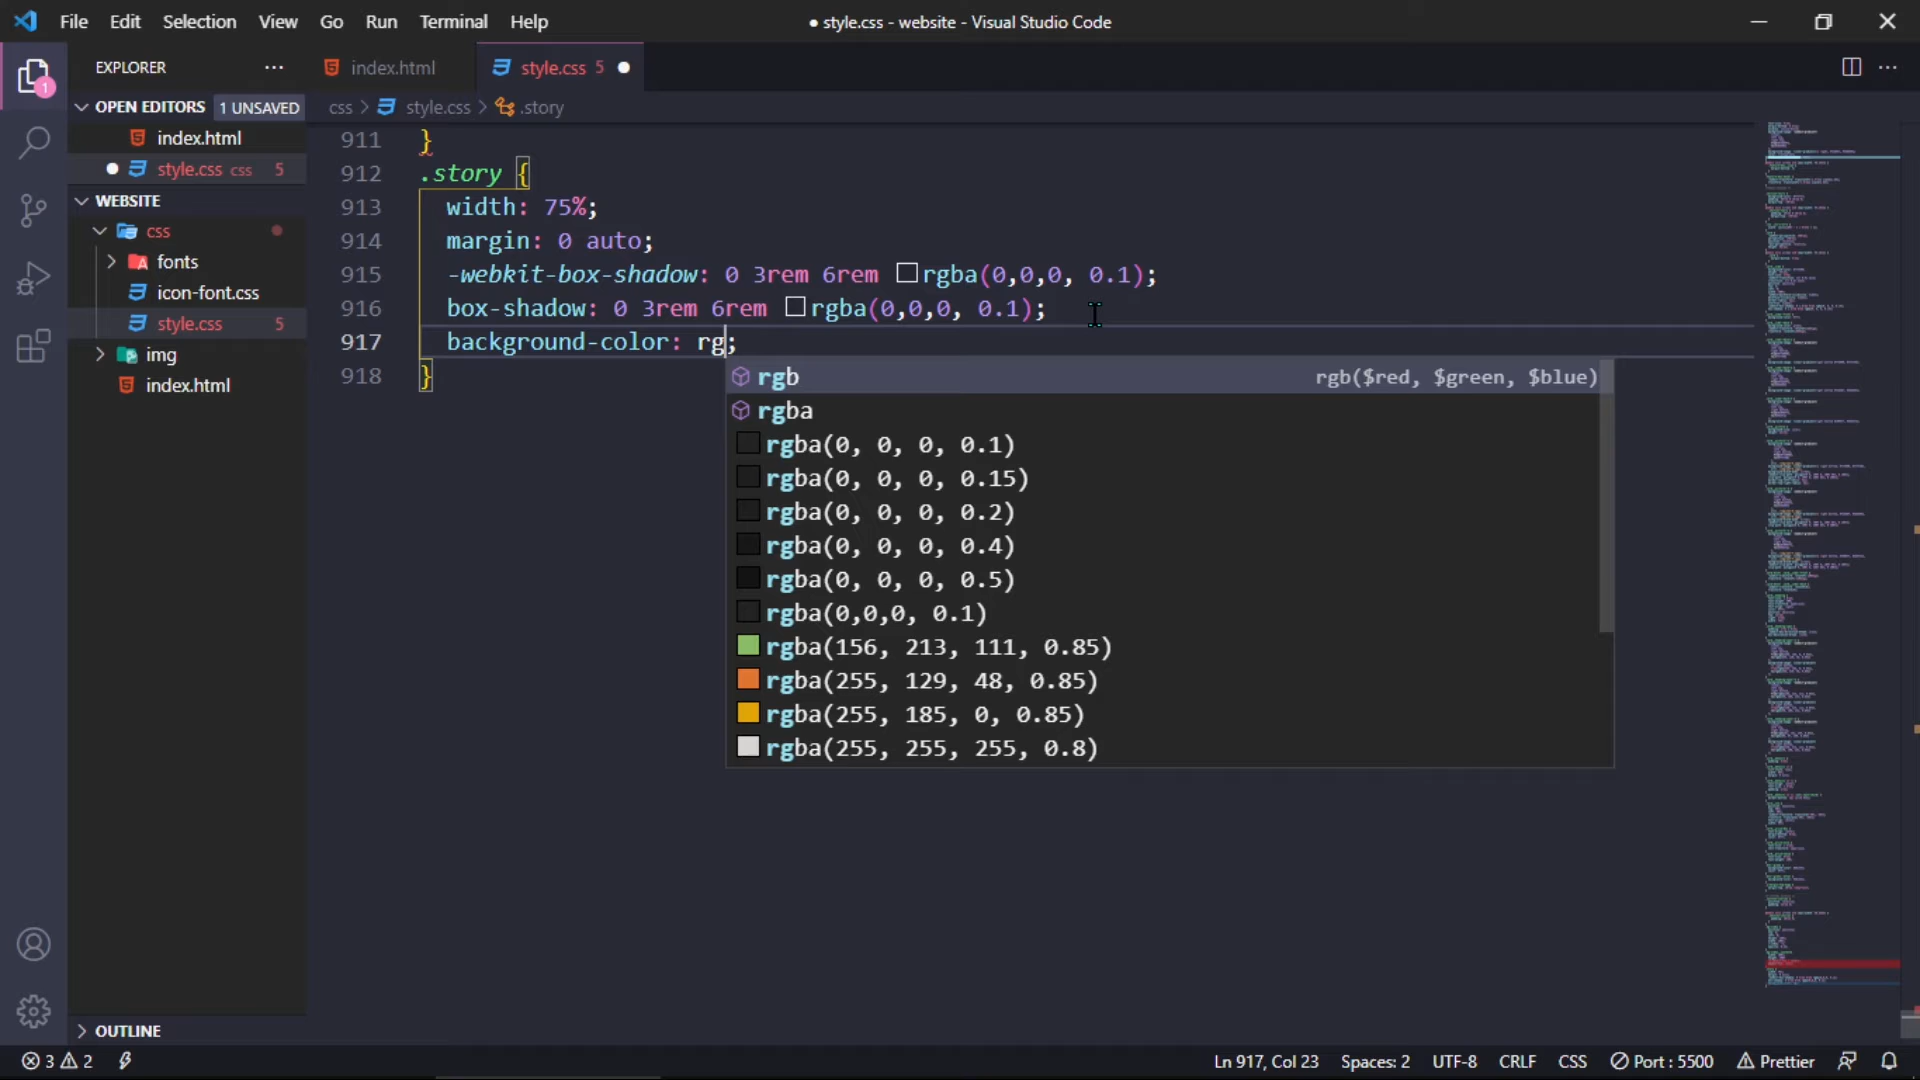 File Edit Selection View Go Run Terminal Help
● style.css - website - Visual Studio Code
EXPLORER
index.html
style.css 5
OPEN EDITORS 1 UNSAVED
index.html
style.css css 5
WEBSITE
css
fonts
icon-font.css
style.css 5
img
index.html
OUTLINE
css > style.css > .story
911 }
912 .story {
913 width: 75%;
914 margin: 0 auto;
915 -webkit-box-shadow: 0 3rem 6rem rgba(0,0,0, 0.1);
916 box-shadow: 0 3rem 6rem rgba(0,0,0, 0.1);
917 background-color: rg;
918 }
rgb rgb($red, $green, $blue)
rgba
rgba(0, 0, 0, 0.1)
rgba(0, 0, 0, 0.15)
rgba(0, 0, 0, 0.2)
rgba(0, 0, 0, 0.4)
rgba(0, 0, 0, 0.5)
rgba(0,0,0, 0.1)
rgba(156, 213, 111, 0.85)
rgba(255, 129, 48, 0.85)
rgba(255, 185, 0, 0.85)
rgba(255, 255, 255, 0.8)
1
3 2
Ln 917, Col 23 Spaces: 2 UTF-8 CRLF CSS Port : 5500 Prettier